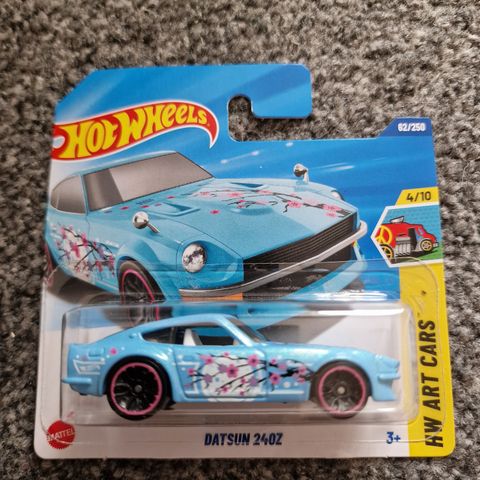 HOT WHEELS
62/250
4/10
HW ART CARS
MATTEL
DATSUN 240Z
3+